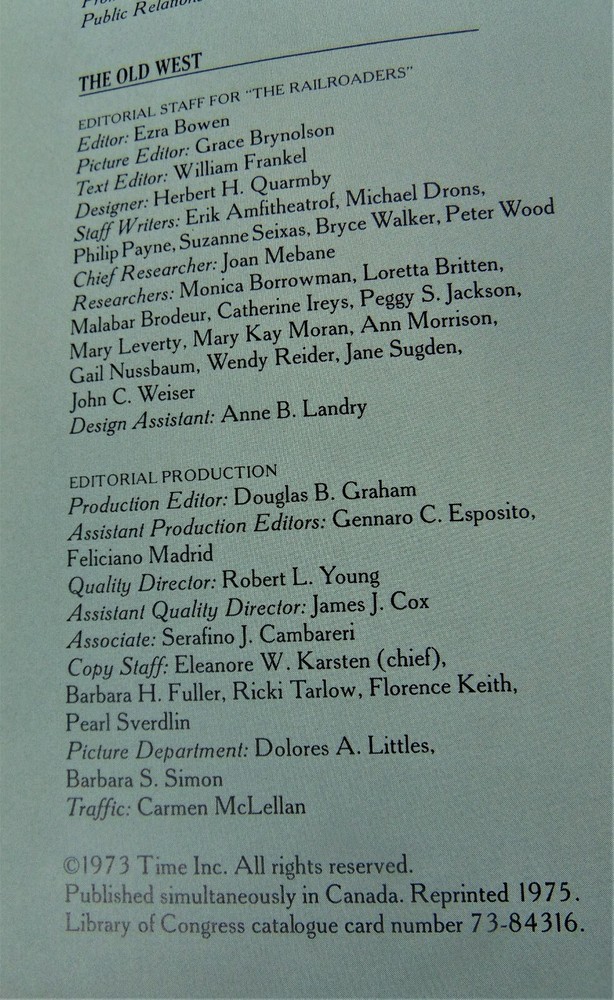 Public Relations
THE OLD WEST
EDITORIAL STAFF FOR "THE RAILROADERS"
Editor: Ezra Bowen
Picture Editor: Grace Brynolson
Text Editor: William Frankel
Designer: Herbert H. Quarmby
Staff Writers: Erik Amfitheatrof, Michael Drons,
Philip Payne, Suzanne Seixas, Bryce Walker, Peter Wood
Chief Researcher: Joan Mebane
Researchers: Monica Borrowman, Loretta Britten,
Malabar Brodeur, Catherine Ireys, Peggy S. Jackson,
Mary Leverty, Mary Kay Moran, Ann Morrison,
Gail Nussbaum, Wendy Reider, Jane Sugden,
John C. Weiser
Design Assistant: Anne B. Landry
EDITORIAL PRODUCTION
Production Editor: Douglas B. Graham
Assistant Production Editors: Gennaro C. Esposito,
Feliciano Madrid
Quality Director: Robert L. Young
Assistant Quality Director: James J. Cox
Associate: Serafino J. Cambareri
Copy Staff: Eleanore W. Karsten (chief),
Barbara H. Fuller, Ricki Tarlow, Florence Keith,
Pearl Sverdlin
Picture Department: Dolores A. Littles,
Barbara S. Simon
Traffic: Carmen McLellan
©1973 Time Inc. All rights reserved.
Published simultaneously in Canada. Reprinted 1975.
Library of Congress catalogue card number 73-84316.